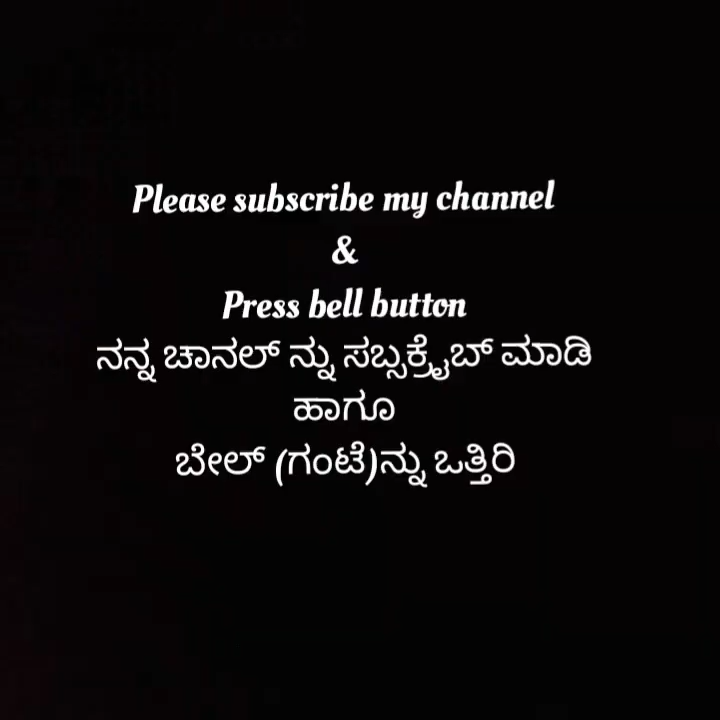 Please subscribe my channel
&
Press bell button
ನನ್ನ ಚಾನಲ್ ನ್ನು ಸಬ್ಸಕ್ರೈಬ್ ಮಾಡಿ
ಹಾಗೂ
ಬೇಲ್ (ಗಂಟೆ)ನ್ನು ಒತ್ತಿರಿ